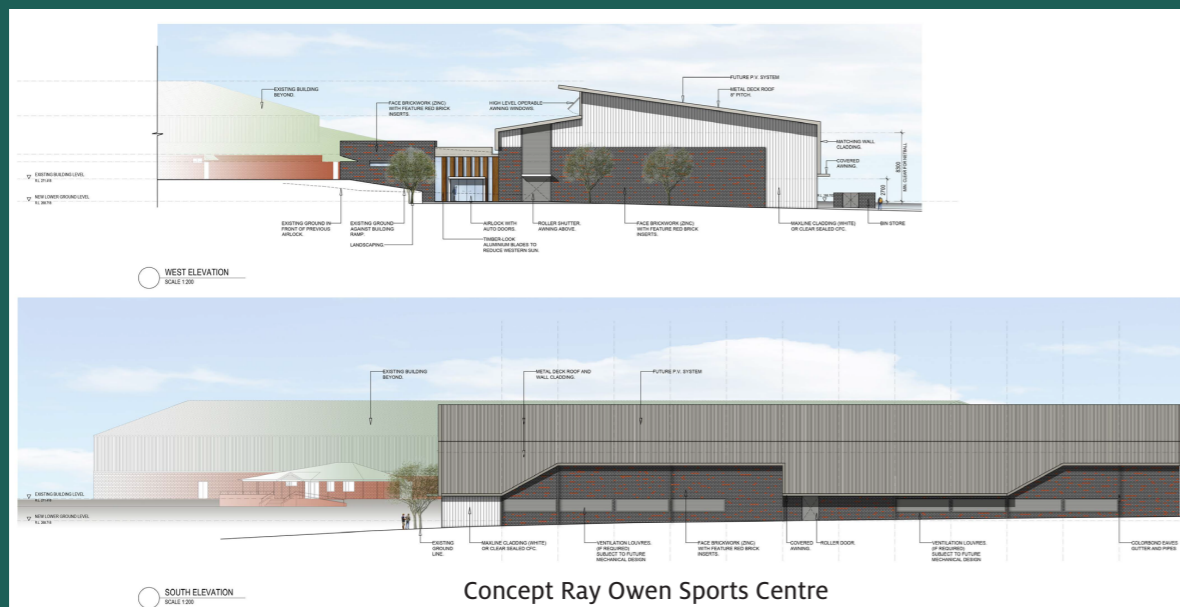 FUTURE P.V. SYSTEM
EXISTING BUILDING
BEYOND.
METAL DECK ROOF
FACE BRICKWORK (ZINC)
WITH FEATURE RED BRICK
INSERTS.
HIGH LEVEL OPERABLE
AWNING WINDOWS.
MATCHING WALL
CLADDING.
COVERED
AWNING.
EXISTING BUILDING LEVEL
NEW LOWER GROUND LEVEL
8300
MIN. CLEAR FOR NETBALL
2700
EXISTING GROUND IN
FRONT OF PREVIOUS
AIRLOCK.
EXISTING GROUND
AGAINST BUILDING
RAMP.
LANDSCAPING.
AIRLOCK WITH
AUTO DOORS.
TIMBER-LOOK
ALUMINIUM BLADES TO
REDUCE WESTERN SUN.
ROLLER SHUTTER,
AWNING ABOVE.
FACE BRICKWORK (ZINC)
WITH FEATURE RED BRICK
INSERTS.
MAXLINE CLADDING (WHITE)
OR CLEAR SEALED CFC.
BIN STORE
WEST ELEVATION
SCALE 1:200
EXISTING BUILDING
BEYOND.
METAL DECK ROOF AND
WALL CLADDING.
FUTURE P.V. SYSTEM
EXISTING BUILDING LEVEL
NEW LOWER GROUND LEVEL
EXISTING
GROUND
LINE.
MAXLINE CLADDING (WHITE)
OR CLEAR SEALED CFC.
VENTILATION LOUVRES.
(IF REQUIRED)
SUBJECT TO FUTURE
MECHANICAL DESIGN
FACE BRICKWORK (ZINC)
WITH FEATURE RED BRICK
INSERTS.
COVERED
AWNING.
ROLLER DOOR.
VENTILATION LOUVRES.
(IF REQUIRED)
SUBJECT TO FUTURE
MECHANICAL DESIGN
COLORBOND EAVES
GUTTER AND PIPES
SOUTH ELEVATION
SCALE 1:200
Concept Ray Owen Sports Centre